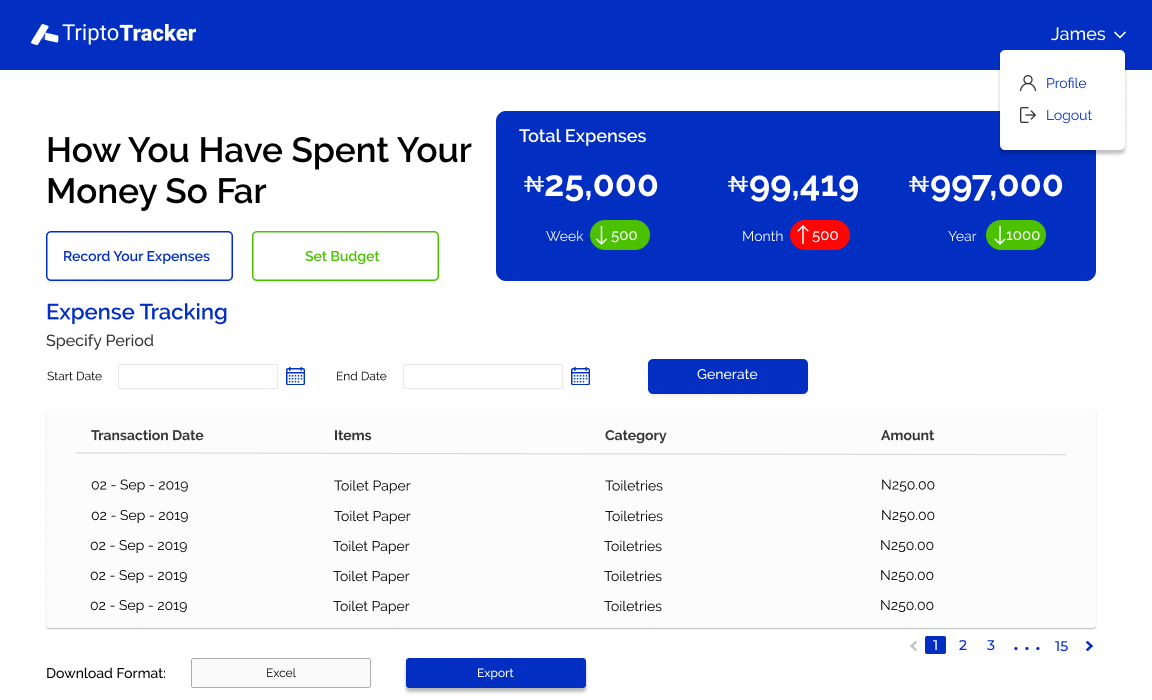 TriptoTracker
James
Profile
Logout
How You Have Spent Your
Money So Far
Record Your Expenses
Set Budget
Total Expenses
₦25,000
₦99,419
₦997,000
Week ↓ 500
Month ↑ 500
Year ↓1000
Expense Tracking
Specify Period
Start Date
End Date
Generate
Transaction Date Items Category Amount
02 - Sep - 2019 Toilet Paper Toiletries N250.00
02 - Sep - 2019 Toilet Paper Toiletries N250.00
02 - Sep - 2019 Toilet Paper Toiletries N250.00
02 - Sep - 2019 Toilet Paper Toiletries N250.00
02 - Sep - 2019 Toilet Paper Toiletries N250.00
< 1 2 3 . . . . 15 >
Download Format: Excel Export